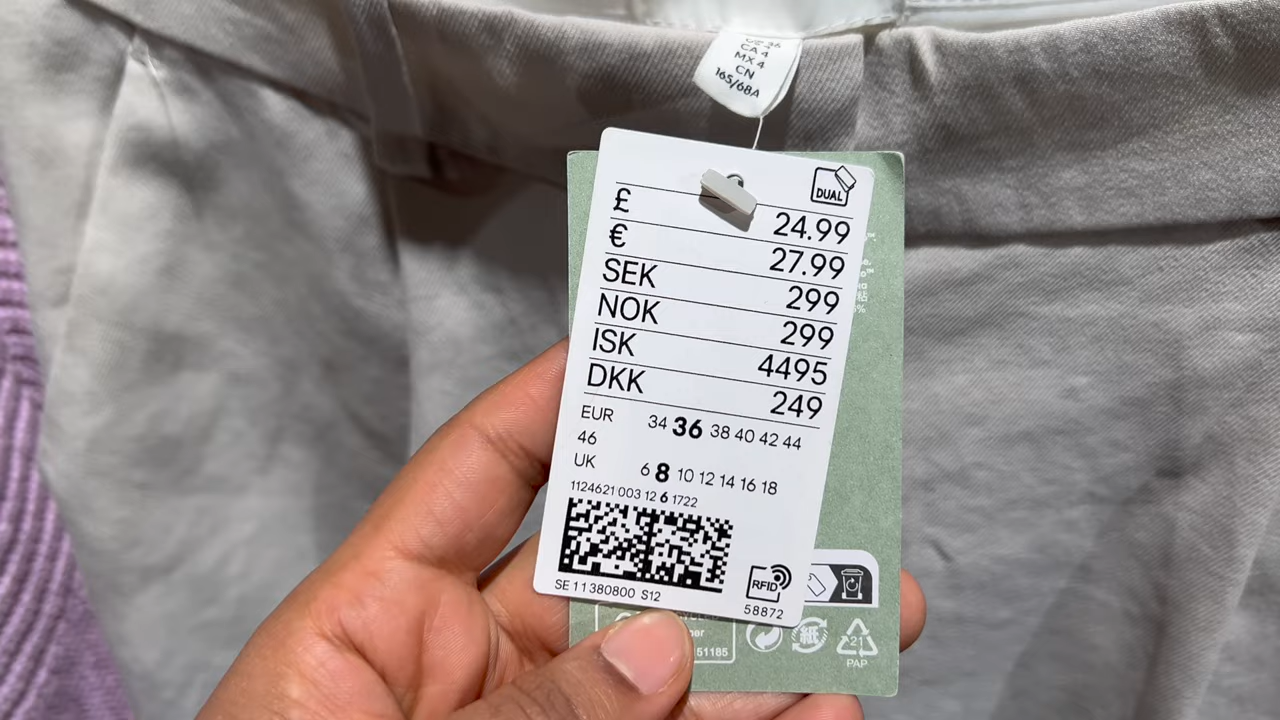 CA 4
MX 4
CN
165/68A
DUAL
£ 24.99
€ 27.99
SEK 299
NOK 299
ISK 4495
DKK 249
EUR 34 36 38 40 42 44
46
UK 6 8 10 12 14 16 18
1124621 003 12 6 1722
SE 11380800 S12
RFID
58872
51185
紙
21
PAP